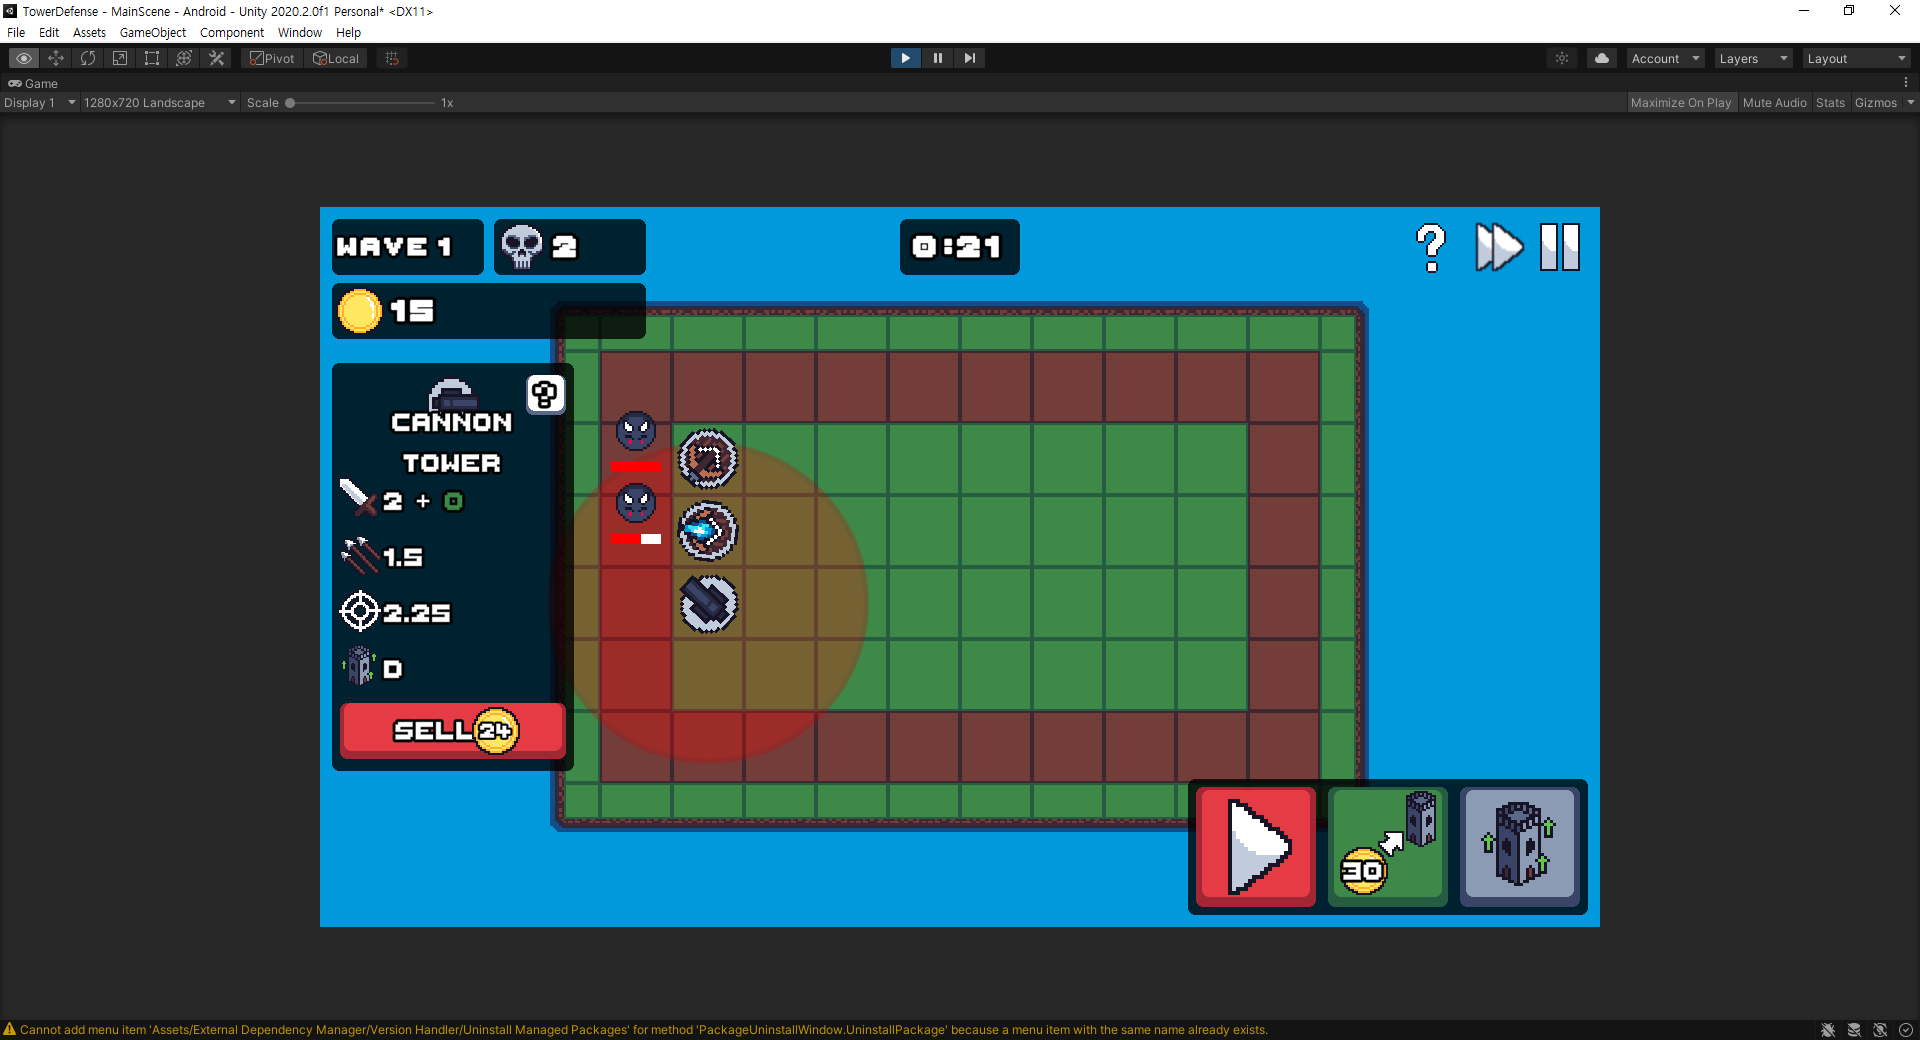 TowerDefense - MainScene - Android - Unity 2020.2.0f1 Personal* <DX11>
File Edit Assets GameObject Component Window Help
Pivot Local Account Layers Layout
Game
Display 1 1280x720 Landscape Scale 1x Maximize On Play Mute Audio Stats Gizmos
WAVE 1 2 0:21 ?
15
CANNON
TOWER
2 + 0
1.5
2.25
0
SELL 24
30
Cannot add menu item 'Assets/External Dependency Manager/Version Handler/Uninstall Managed Packages' for method 'PackageUninstallWindow.UninstallPackage' because a menu item with the same name already exists.